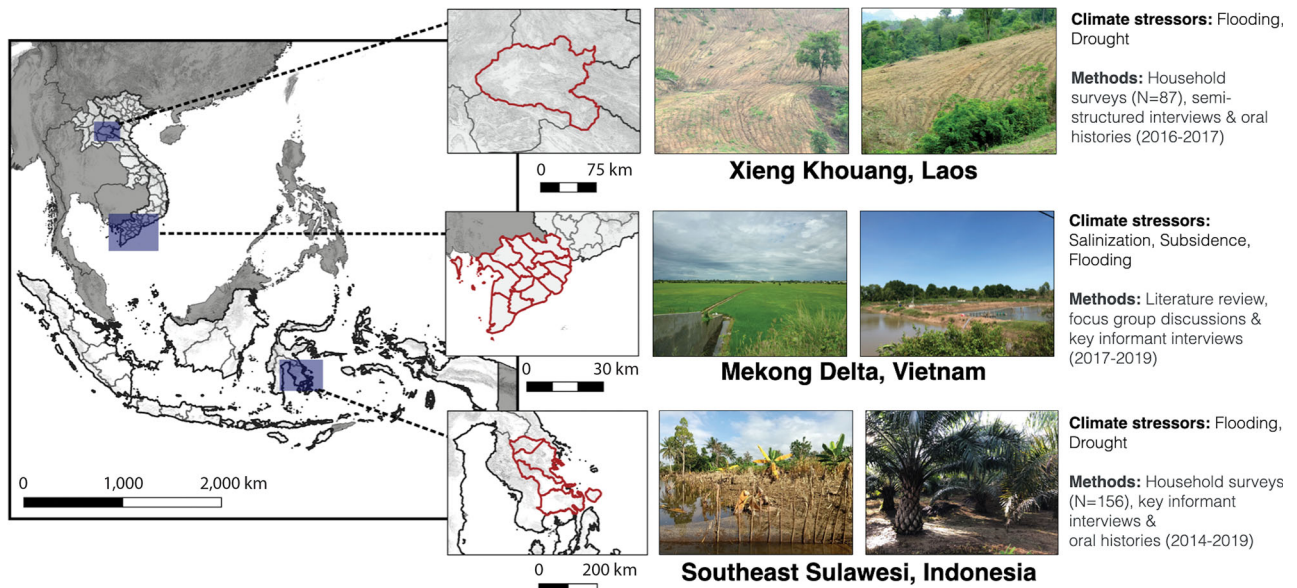 Climate stressors: Flooding,
Drought
Methods: Household
surveys (N=87), semi-
structured interviews & oral
histories (2016-2017)
0 75 km
Xieng Khouang, Laos
Climate stressors:
Salinization, Subsidence,
Flooding
Methods: Literature review,
focus group discussions &
key informant interviews
(2017-2019)
0 30 km
Mekong Delta, Vietnam
Climate stressors: Flooding,
Drought
Methods: Household surveys
(N=156), key informant
interviews &
oral histories (2014-2019)
0 1,000 2,000 km
0 200 km
Southeast Sulawesi, Indonesia